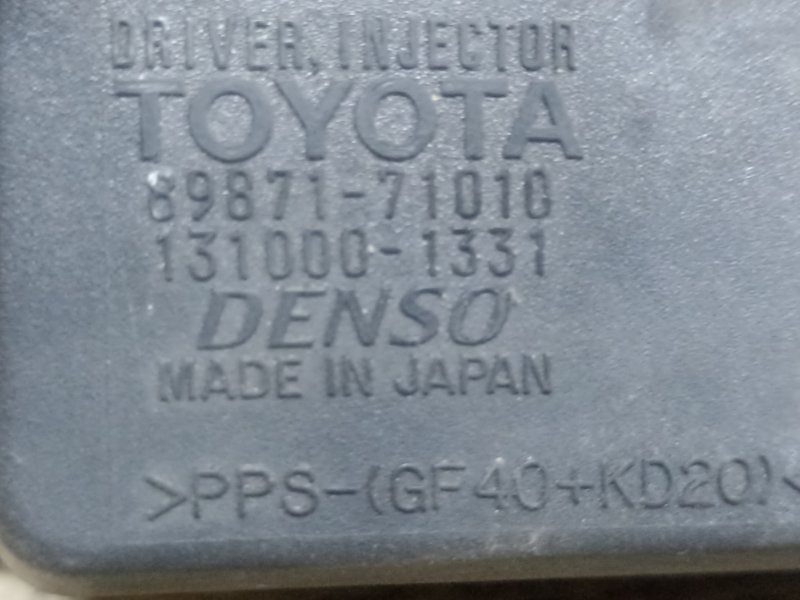 DRIVER, INJECTOR
TOYOTA
89871-71010
131000-1331
DENSO
MADE IN JAPAN
>PPS-(GF40+KD20)<